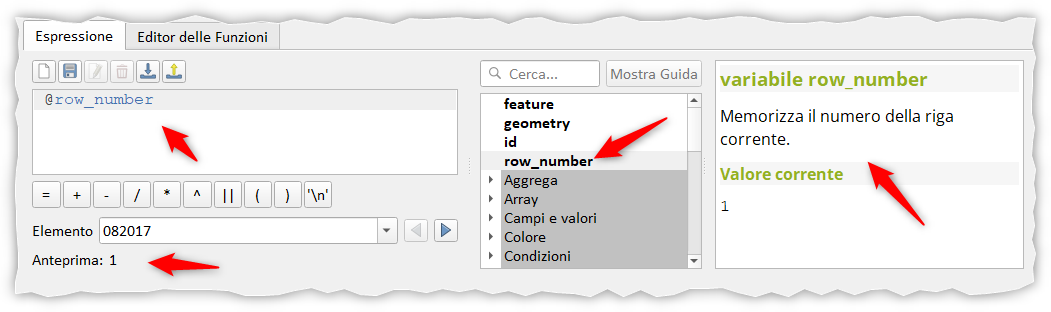 Espressione
Editor delle Funzioni
@row_number
= + - / * ^ || ( ) '\n'
Elemento 082017
Anteprima: 1
Cerca...
Mostra Guida
feature
geometry
id
row_number
Aggrega
Array
Campi e valori
Colore
Condizioni
variabile row_number
Memorizza il numero della riga
corrente.
Valore corrente
1